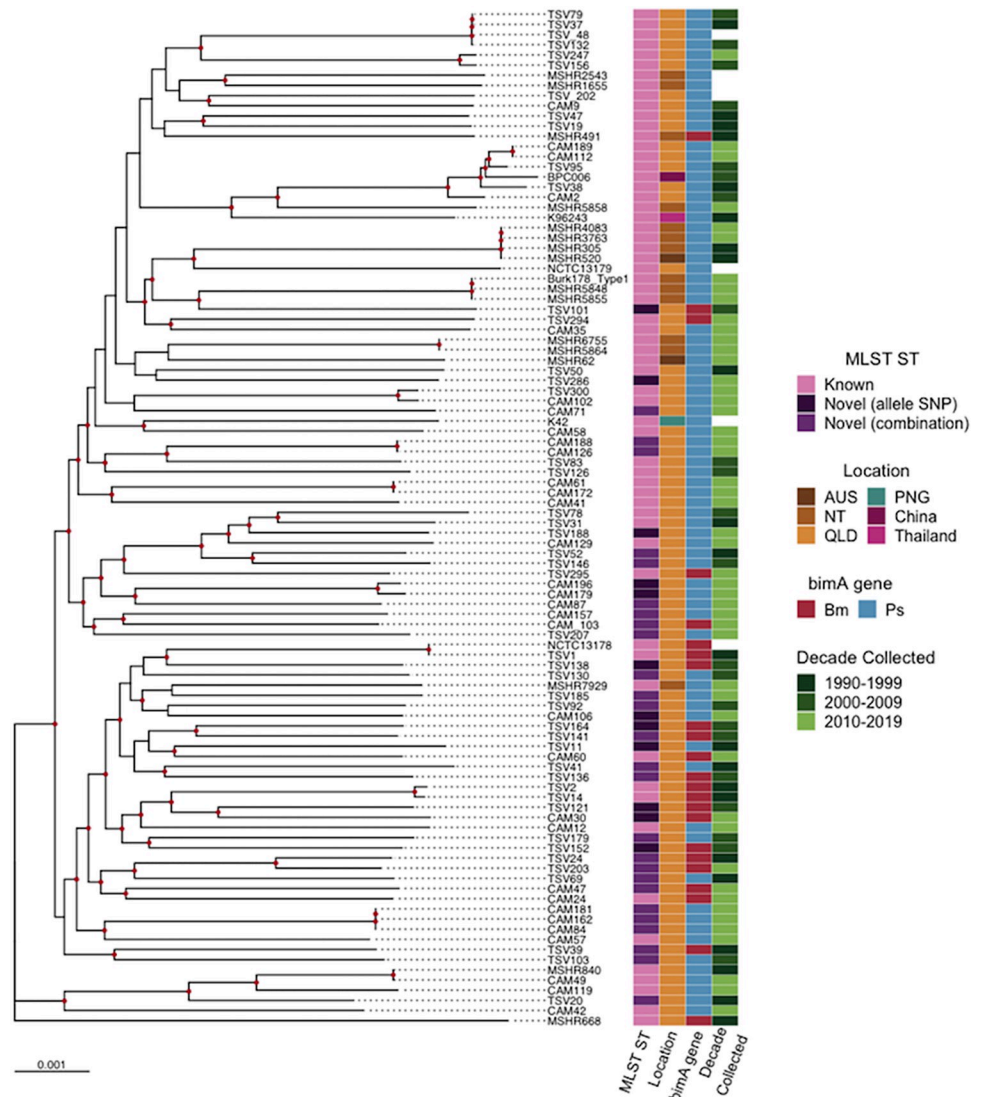 TSV79
TSV37
TSV_48
TSV132
TSV247
TSV156
MSHR2543
MSHR1655
TSV_202
CAM9
TSV47
TSV19
MSHR491
CAM189
CAM112
TSV95
BPC006
TSV38
CAM2
MSHR5858
K96243
MSHR4083
MSHR3763
MSHR305
MSHR520
NCTC13179
Burk178_Type1
MSHR5848
MSHR5855
TSV101
TSV294
CAM35
MSHR6755
MSHR5864
MSHR62
TSV50
TSV286
TSV300
CAM102
CAM71
K42
CAM58
CAM188
CAM126
TSV83
TSV126
CAM61
CAM172
CAM41
TSV78
TSV31
TSV188
CAM129
TSV52
TSV146
TSV295
CAM196
CAM179
CAM87
CAM157
CAM_103
TSV207
NCTC13178
TSV1
TSV138
TSV130
MSHR7929
TSV185
TSV92
CAM106
TSV164
TSV141
TSV11
CAM60
TSV41
TSV136
TSV2
TSV14
TSV121
CAM30
CAM12
TSV179
TSV152
TSV24
TSV203
TSV69
CAM47
CAM24
CAM181
CAM162
CAM84
CAM57
TSV39
TSV103
MSHR840
CAM49
CAM119
TSV20
CAM42
MSHR668
0.001
MLST ST
Location
bimA gene
Decade
Collected
MLST ST
Known
Novel (allele SNP)
Novel (combination)
Location
AUS PNG
NT China
QLD Thailand
bimA gene
Bm Ps
Decade Collected
1990-1999
2000-2009
2010-2019